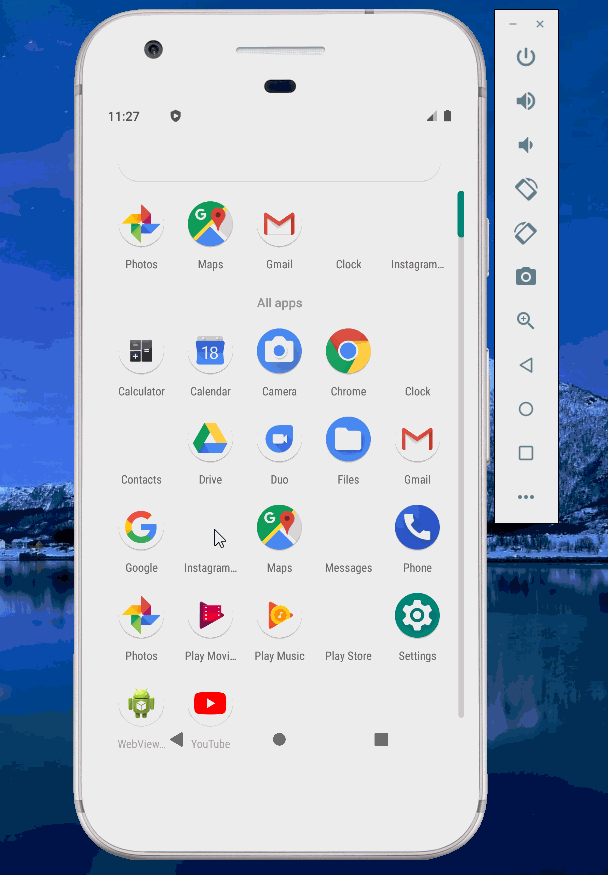 11:27
Photos Maps Gmail Clock Instagram...
All apps
Calculator Calendar Camera Chrome Clock
18
Contacts Drive Duo Files Gmail
Google Instagram... Maps Messages Phone
Photos Play Movi... Play Music Play Store Settings
WebView... YouTube